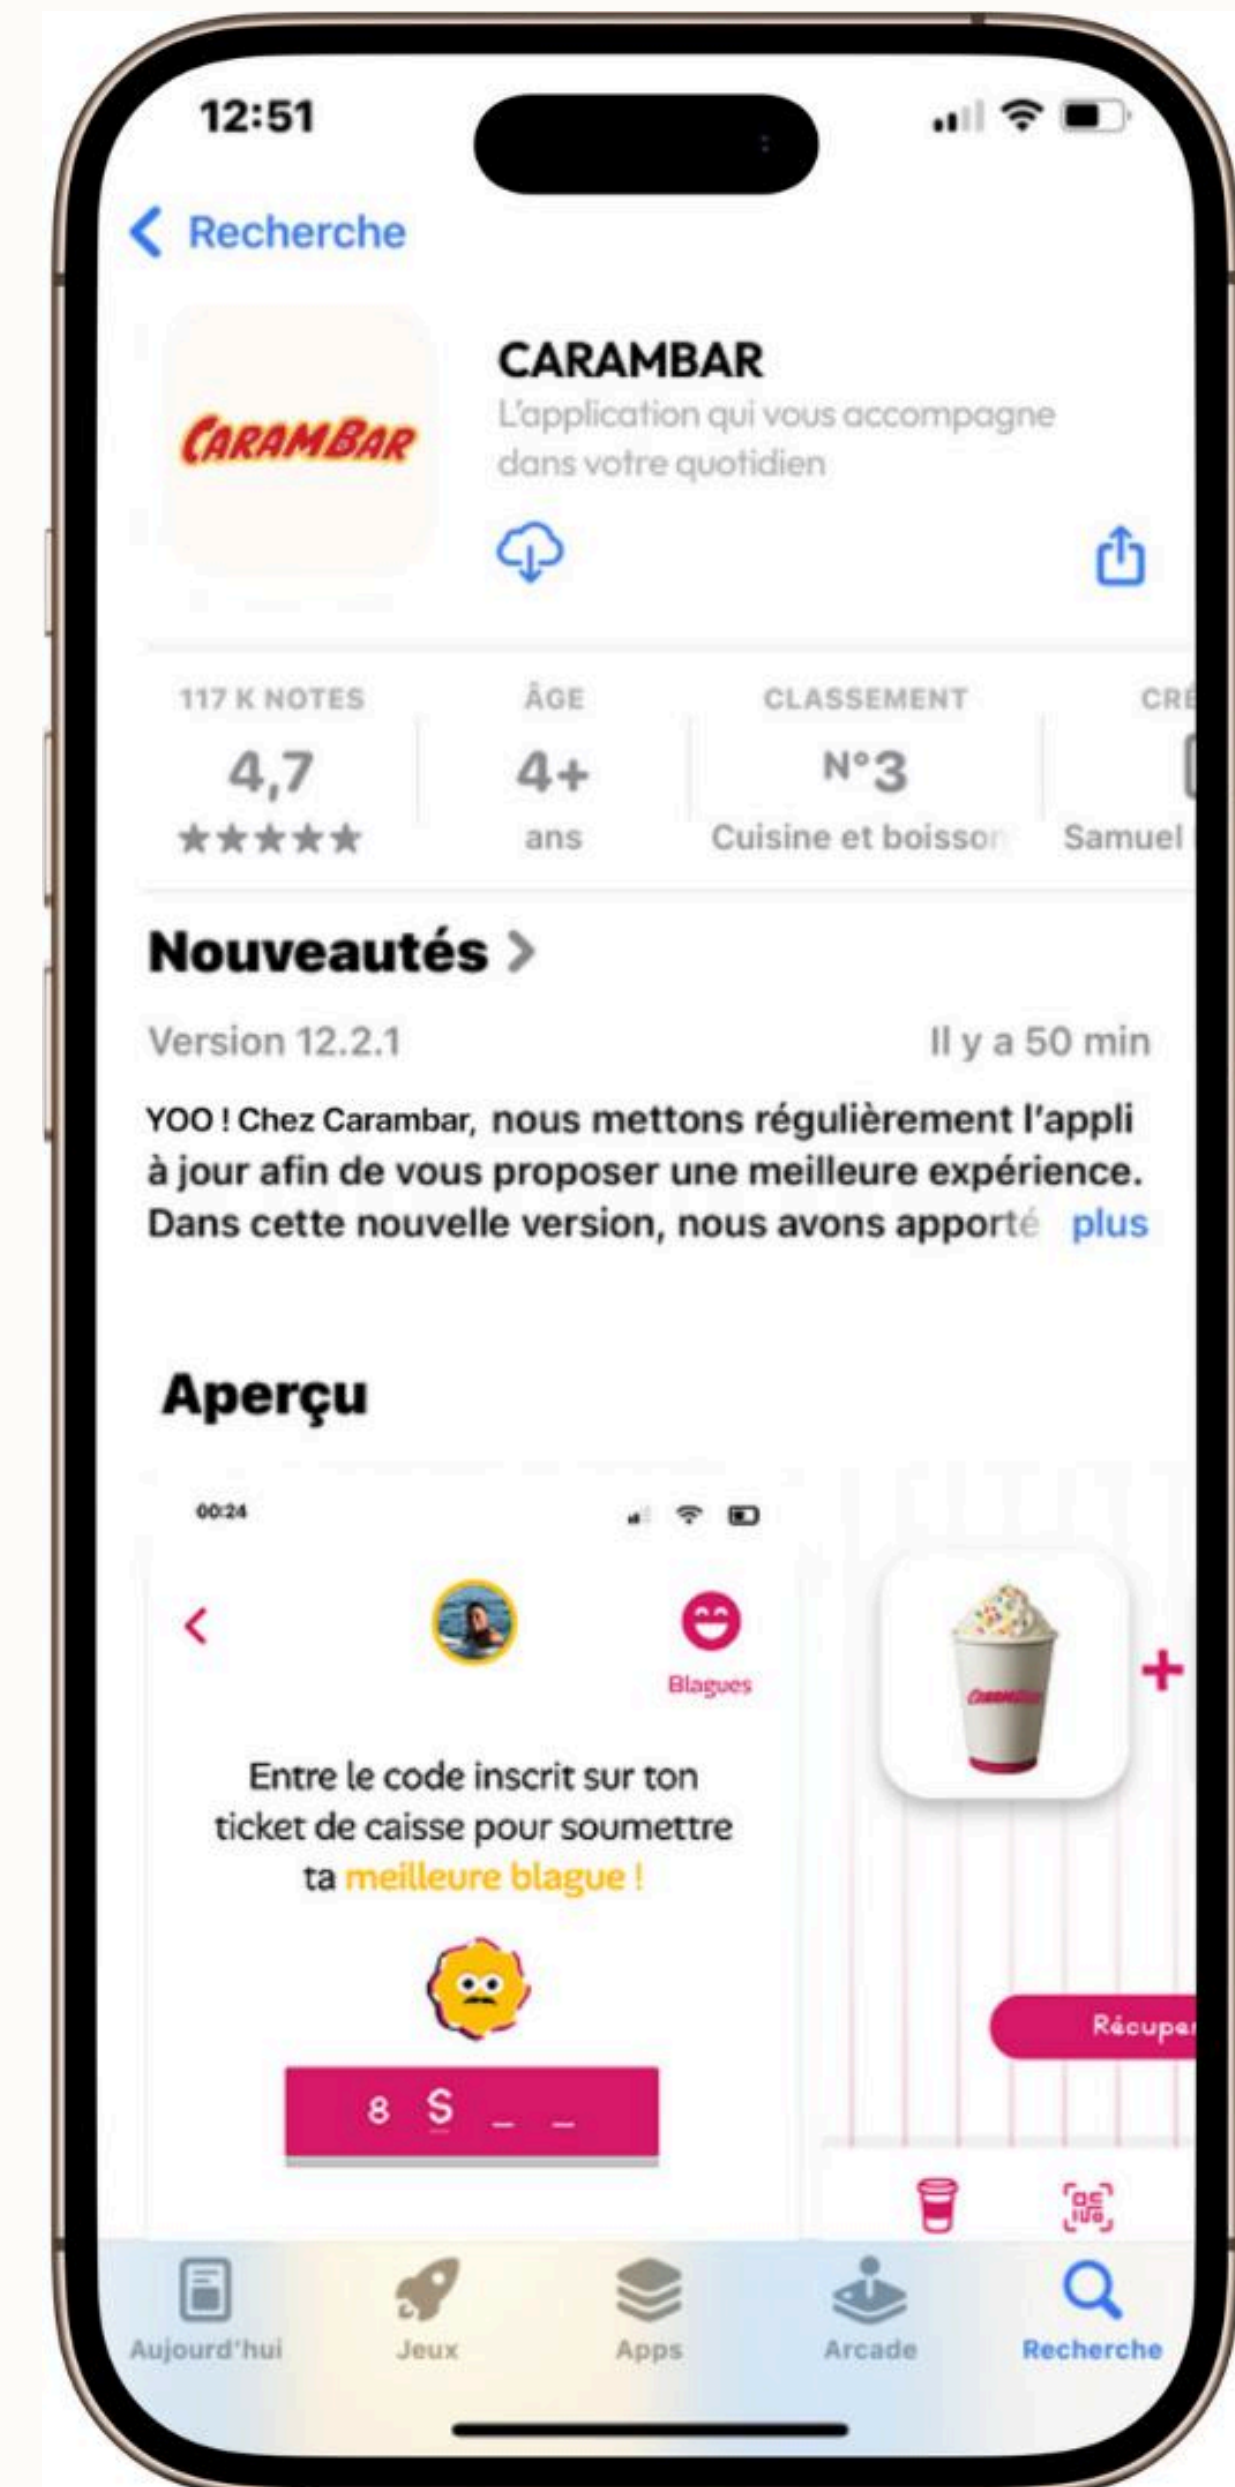 12:51
Recherche
CARAMBAR
CARAMBAR
L'application qui vous accompagne
dans votre quotidien
117 K NOTES
4,7
ÂGE
4+
ans
CLASSEMENT
N°3
Cuisine et boisson
CRÉ
Samuel
Nouveautés
Version 12.2.1
Il y a 50 min
YOO ! Chez Carambar, nous mettons régulièrement l'appli
à jour afin de vous proposer une meilleure expérience.
Dans cette nouvelle version, nous avons apporté plus
Aperçu
00:24
Blagues
Entre le code inscrit sur ton
ticket de caisse pour soumettre
ta meilleure blague !
8 S _ _
CARAMBAR
+
Récuper
Aujourd'hui
Jeux
Apps
Arcade
Recherche